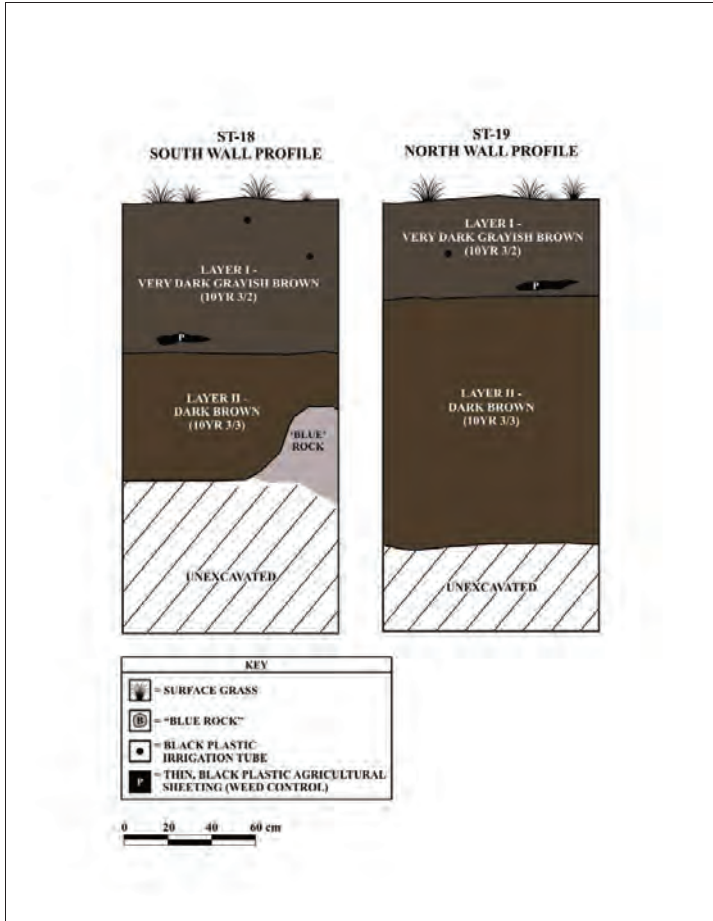 ST-18
SOUTH WALL PROFILE
LAYER I -
VERY DARK GRAYISH BROWN
(10YR 3/2)
P
LAYER II -
DARK BROWN
(10YR 3/3)
'BLUE'
ROCK
UNEXCAVATED
ST-19
NORTH WALL PROFILE
LAYER I -
VERY DARK GRAYISH BROWN
(10YR 3/2)
P
LAYER II -
DARK BROWN
(10YR 3/3)
UNEXCAVATED
KEY
= SURFACE GRASS
B = "BLUE ROCK"
= BLACK PLASTIC
IRRIGATION TUBE
P = THIN, BLACK PLASTIC AGRICULTURAL
SHEETING (WEED CONTROL)
0 20 40 60 cm